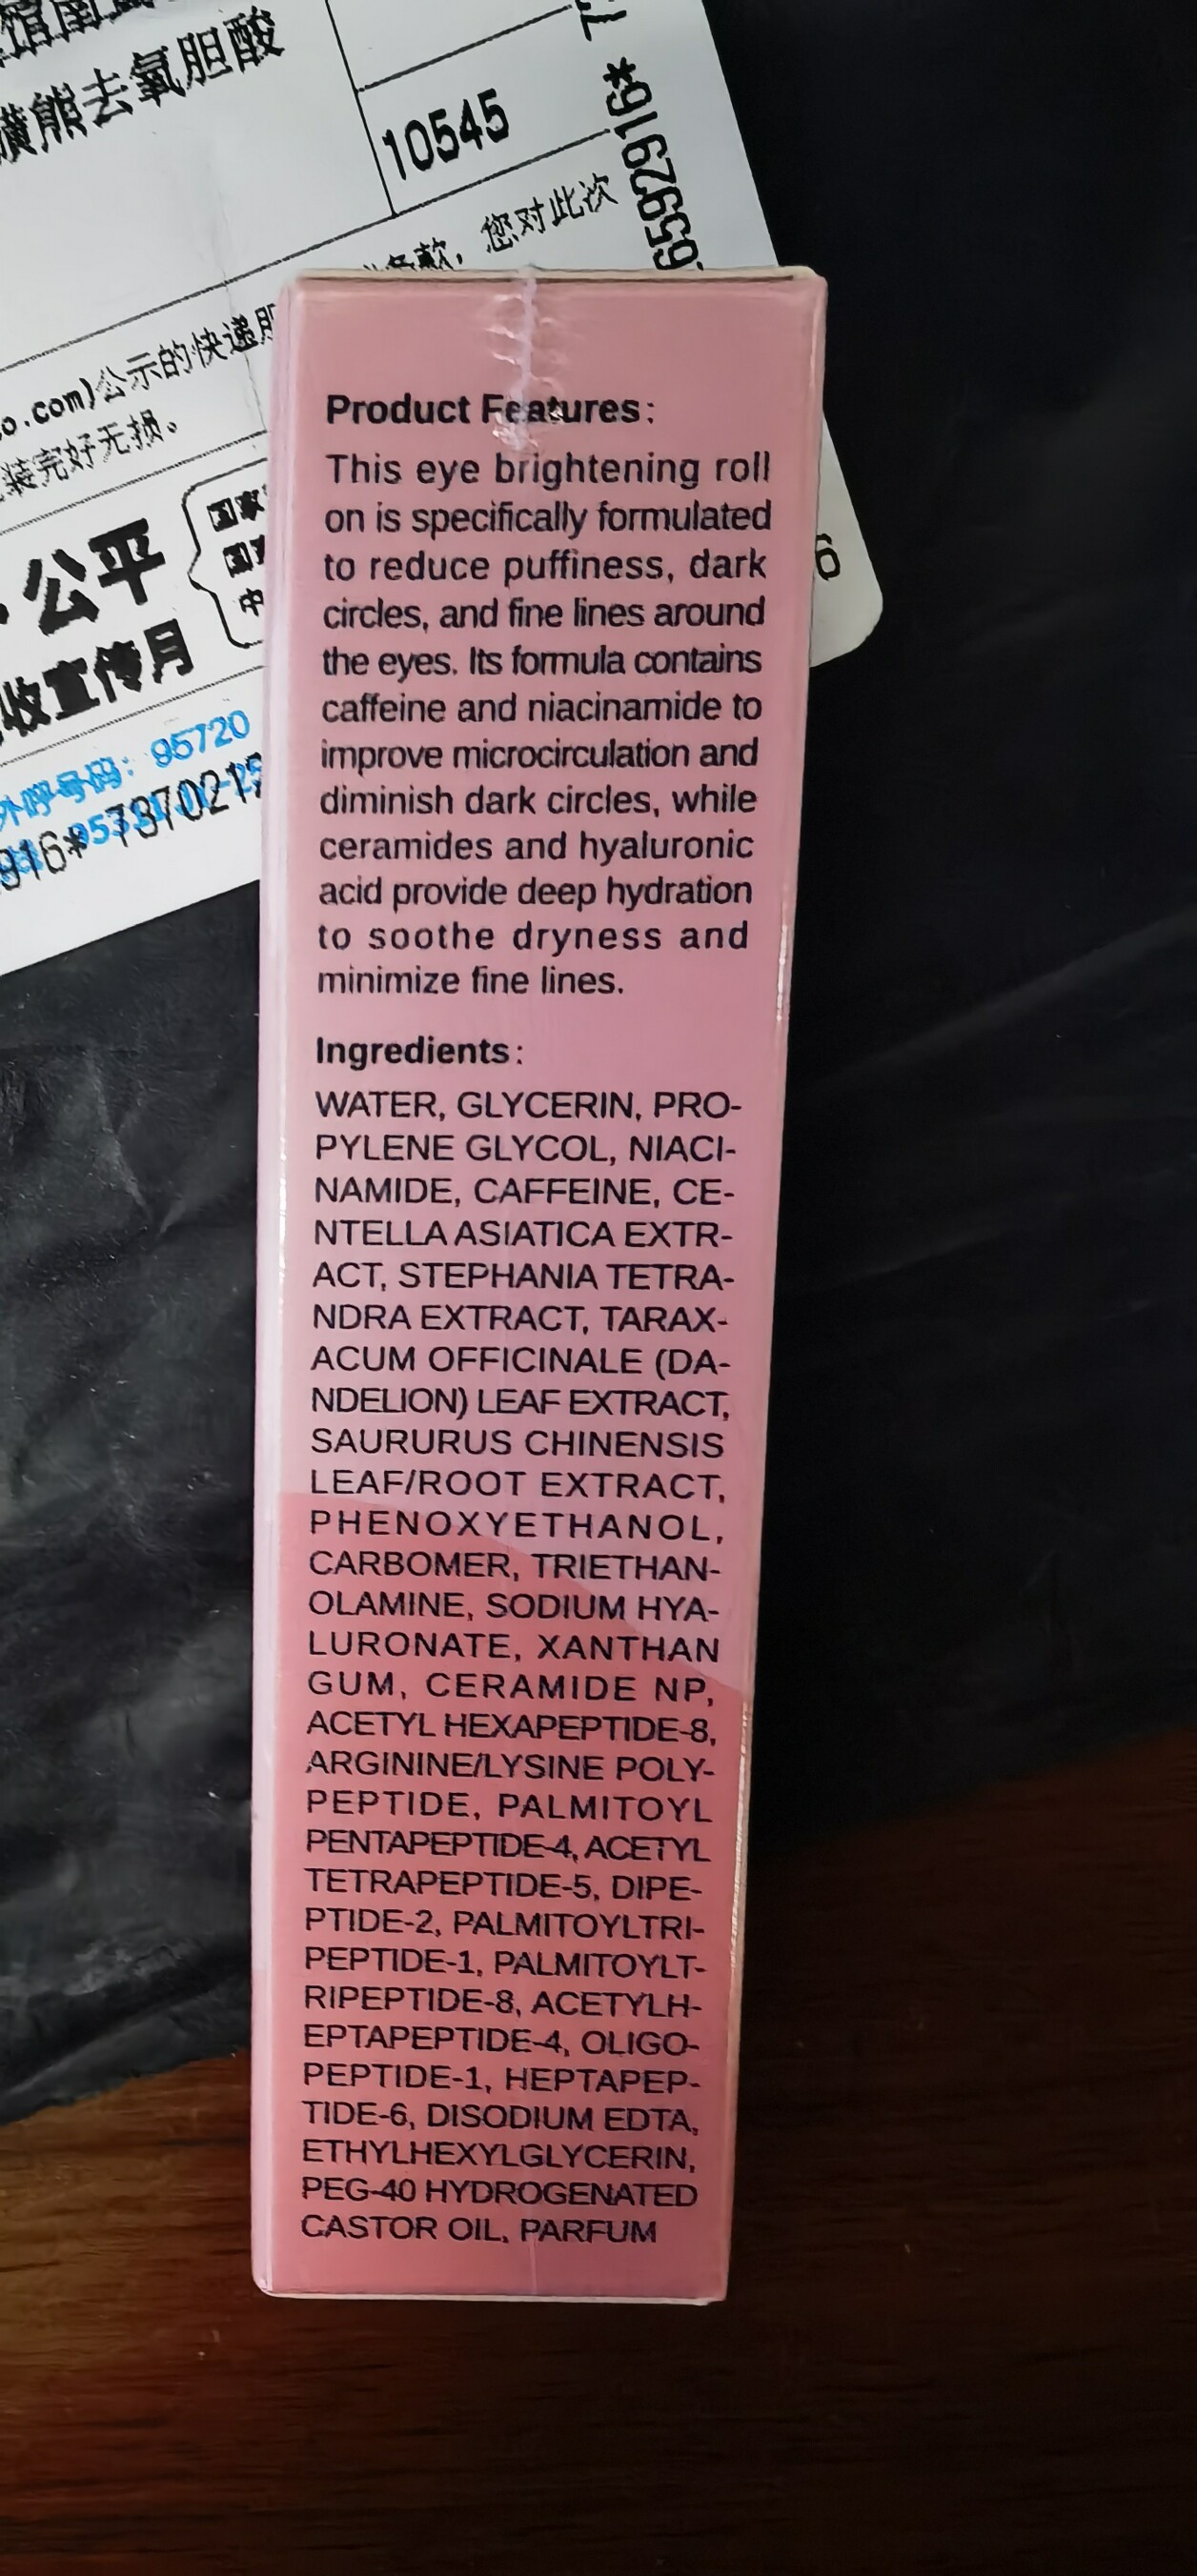 去氧胆酸
10545
6592916*
您对此次
o.com)公示的快递服
装完好无损。
公平
收宣传月
外呼号码: 95720
916* 7370212
6
Product Features:
This eye brightening roll
on is specifically formulated
to reduce puffiness, dark
circles, and fine lines around
the eyes. Its formula contains
caffeine and niacinamide to
improve microcirculation and
diminish dark circles, while
ceramides and hyaluronic
acid provide deep hydration
to soothe dryness and
minimize fine lines.
Ingredients:
WATER, GLYCERIN, PRO-
PYLENE GLYCOL, NIACI-
NAMIDE, CAFFEINE, CE-
NTELLA ASIATICA EXTR-
ACT, STEPHANIA TETRA-
NDRA EXTRACT, TARAX-
ACUM OFFICINALE (DA-
NDELION) LEAF EXTRACT,
SAURURUS CHINENSIS
LEAF/ROOT EXTRACT,
PHENOXYETHANOL,
CARBOMER, TRIETHAN-
OLAMINE, SODIUM HYA-
LURONATE, XANTHAN
GUM, CERAMIDE NP,
ACETYL HEXAPEPTIDE-8,
ARGININE/LYSINE POLY-
PEPTIDE, PALMITOYL
PENTAPEPTIDE-4, ACETYL
TETRAPEPTIDE-5, DIPE-
PTIDE-2, PALMITOYLTRI-
PEPTIDE-1, PALMITOYLT-
RIPEPTIDE-8, ACETYLH-
EPTAPEPTIDE-4, OLIGO-
PEPTIDE-1, HEPTAPEP-
TIDE-6, DISODIUM EDTA,
ETHYLHEXYLGLYCERIN,
PEG-40 HYDROGENATED
CASTOR OIL, PARFUM